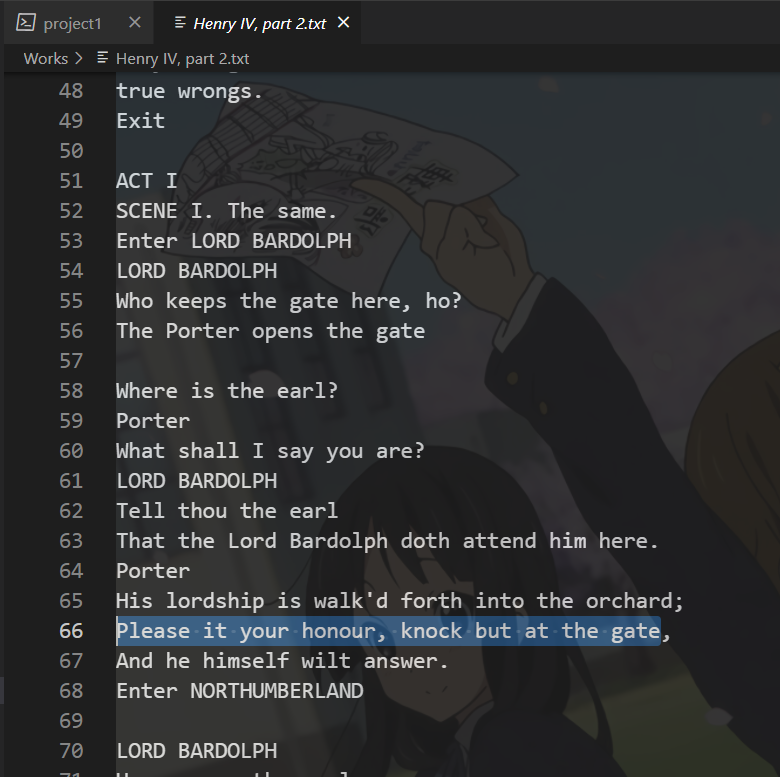 project1
Henry IV, part 2.txt
Works > Henry IV, part 2.txt
48 true wrongs.
49 Exit
50
51 ACT I
52 SCENE I. The same.
53 Enter LORD BARDOLPH
54 LORD BARDOLPH
55 Who keeps the gate here, ho?
56 The Porter opens the gate
57
58 Where is the earl?
59 Porter
60 What shall I say you are?
61 LORD BARDOLPH
62 Tell thou the earl
63 That the Lord Bardolph doth attend him here.
64 Porter
65 His lordship is walk'd forth into the orchard;
66 Please it your honour, knock but at the gate,
67 And he himself wilt answer.
68 Enter NORTHUMBERLAND
69
70 LORD BARDOLPH